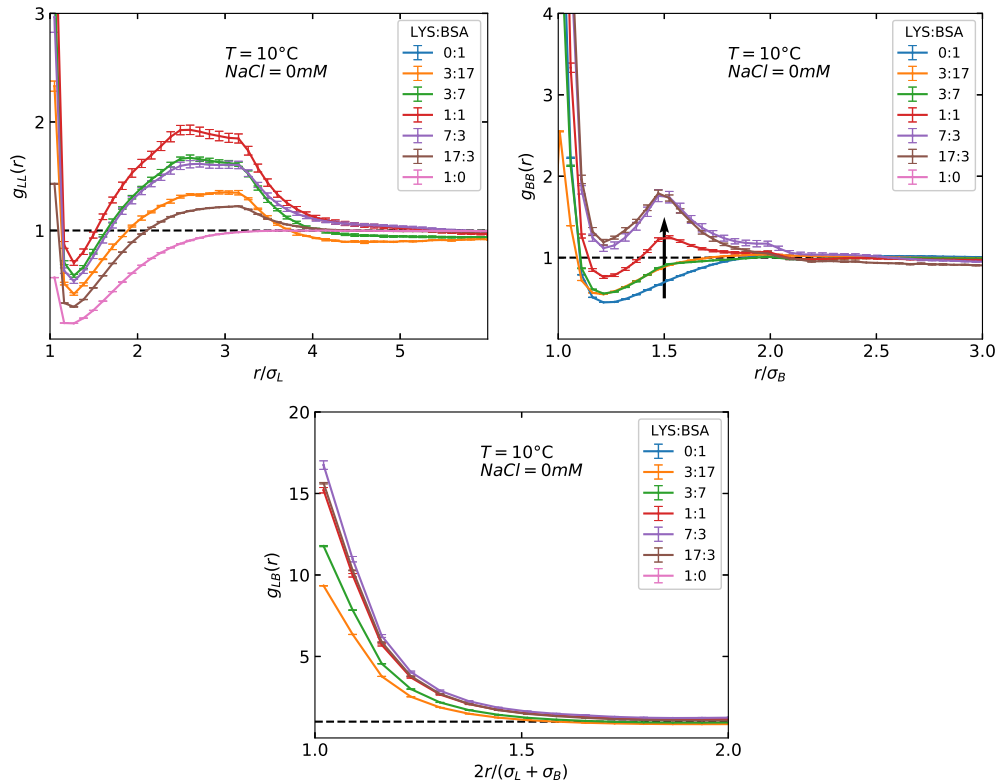 3
2
1
g_LL(r)
T = 10°C
NaCl = 0mM
LYS:BSA
0:1
3:17
3:7
1:1
7:3
17:3
1:0
1 2 3 4 5
r/σ_L
4
3
2
1
g_BB(r)
T = 10°C
NaCl = 0mM
LYS:BSA
0:1
3:17
3:7
1:1
7:3
17:3
1:0
1.0 1.5 2.0 2.5 3.0
r/σ_B
20
15
10
5
g_LB(r)
T = 10°C
NaCl = 0mM
LYS:BSA
0:1
3:17
3:7
1:1
7:3
17:3
1:0
1.0 1.5 2.0
2r/(σ_L + σ_B)